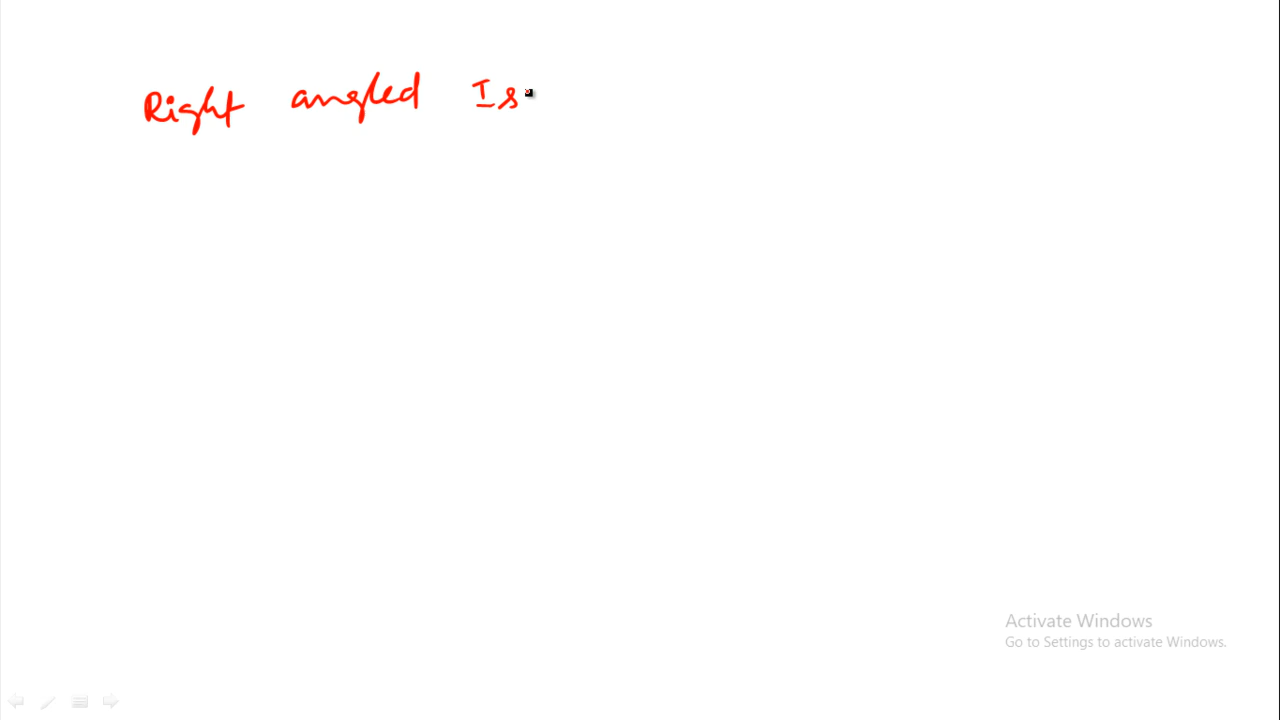 Right angled Is
Activate Windows
Go to Settings to activate Windows.